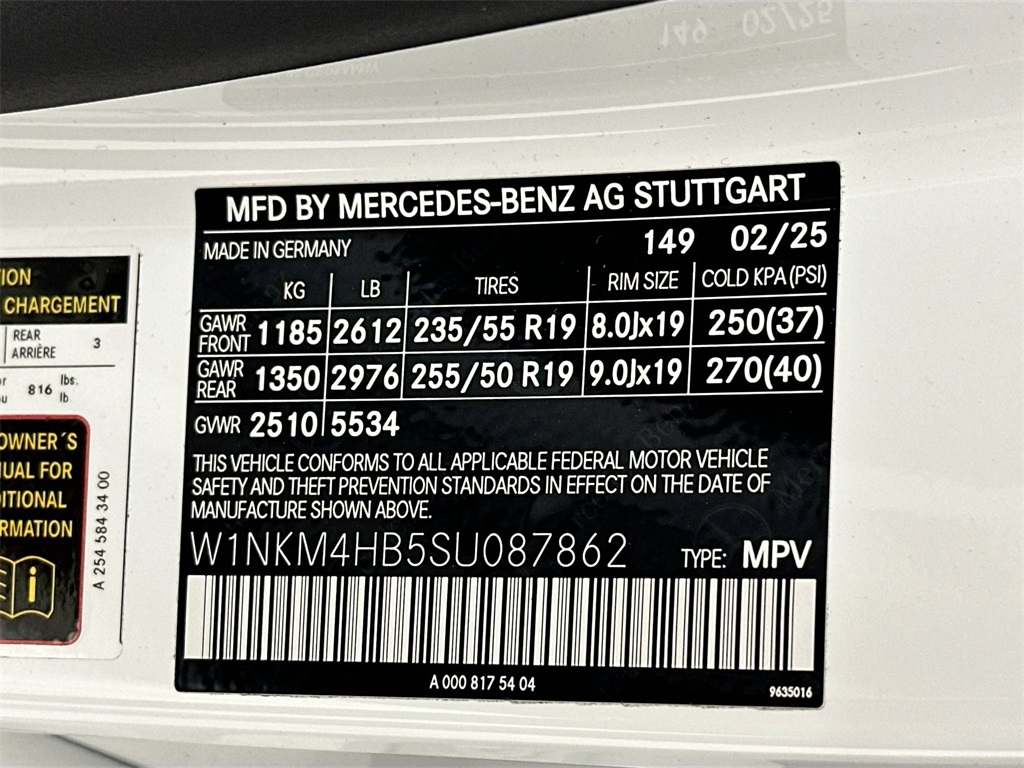 MFD BY MERCEDES-BENZ AG STUTTGART
MADE IN GERMANY 149 02/25
KG LB TIRES RIM SIZE COLD KPA (PSI)
GAWR FRONT 1185 2612 235/55 R19 8.0Jx19 250(37)
GAWR REAR 1350 2976 255/50 R19 9.0Jx19 270(40)
GVWR 2510 5534
THIS VEHICLE CONFORMS TO ALL APPLICABLE FEDERAL MOTOR VEHICLE
SAFETY AND THEFT PREVENTION STANDARDS IN EFFECT ON THE DATE OF
MANUFACTURE SHOWN ABOVE.
W1NKM4HB5SU087862 TYPE: MPV
A 000 817 54 04
9635016
CHARGEMENT
REAR
ARRIÈRE 3
816 lbs.
lb.
OWNER´S
FOR
A 254 584 34 00